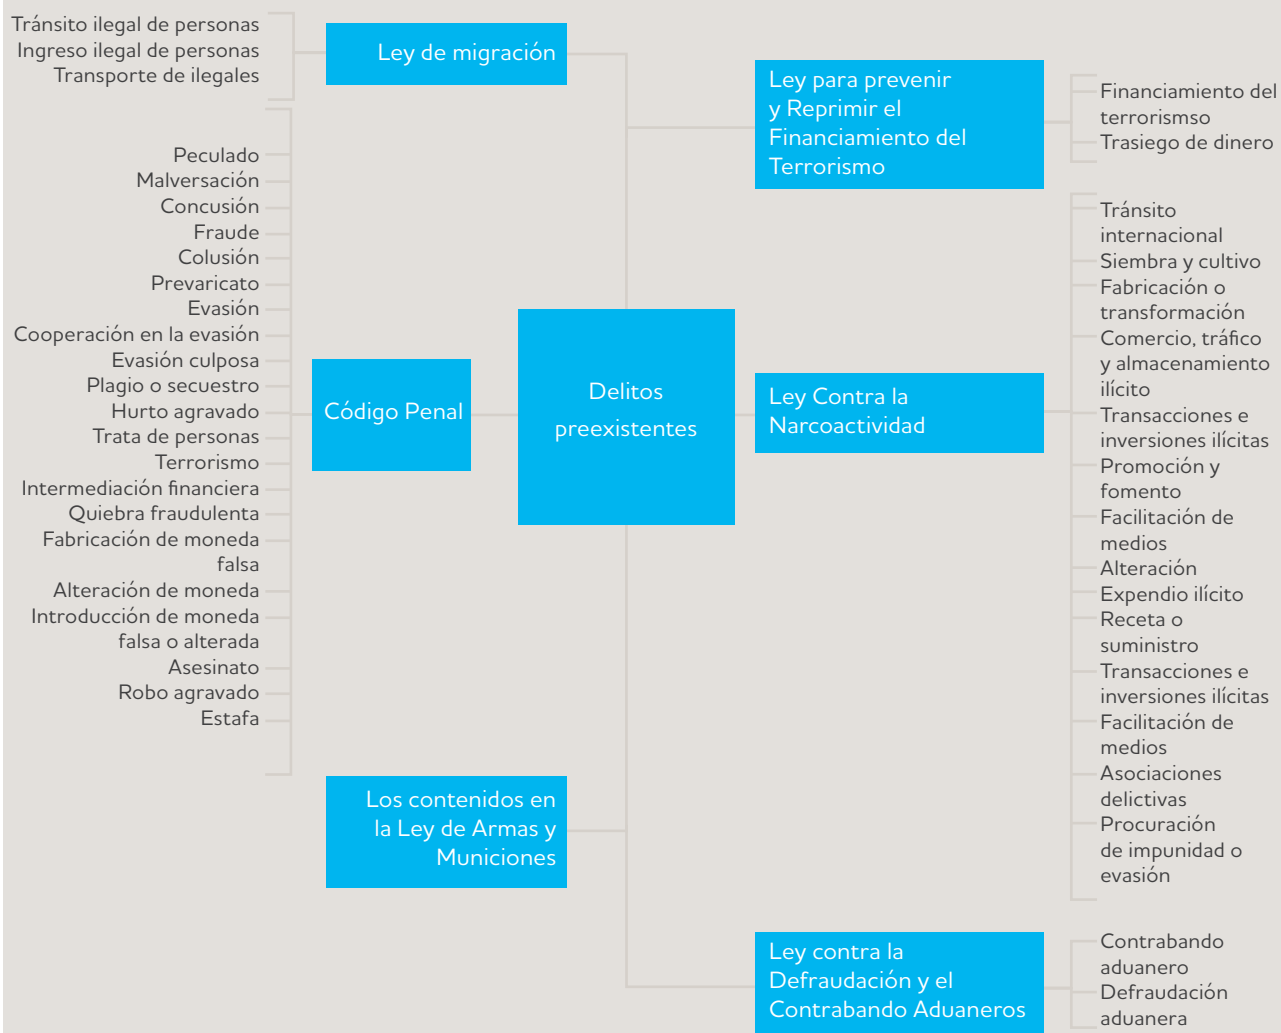 Tránsito ilegal de personas
Ingreso ilegal de personas
Transporte de ilegales
Ley de migración
Peculado
Malversación
Concusión
Fraude
Colusión
Prevaricato
Evasión
Cooperación en la evasión
Evasión culposa
Plagio o secuestro
Hurto agravado
Trata de personas
Terrorismo
Intermediación financiera
Quiebra fraudulenta
Fabricación de moneda
falsa
Alteración de moneda
Introducción de moneda
falsa o alterada
Asesinato
Robo agravado
Estafa
Código Penal
Los contenidos en
la Ley de Armas y
Municiones
Delitos
preexistentes
Ley para prevenir
y Reprimir el
Financiamiento del
Terrorismo
Financiamiento del
terrorismso
Trasiego de dinero
Ley Contra la
Narcoactividad
Tránsito
internacional
Siembra y cultivo
Fabricación o
transformación
Comercio, tráfico
y almacenamiento
ilícito
Transacciones e
inversiones ilícitas
Promoción y
fomento
Facilitación de
medios
Alteración
Expendio ilícito
Receta o
suministro
Transacciones e
inversiones ilícitas
Facilitación de
medios
Asociaciones
delictivas
Procuración
de impunidad o
evasión
Ley contra la
Defraudación y el
Contrabando Aduaneros
Contrabando
aduanero
Defraudación
aduanera